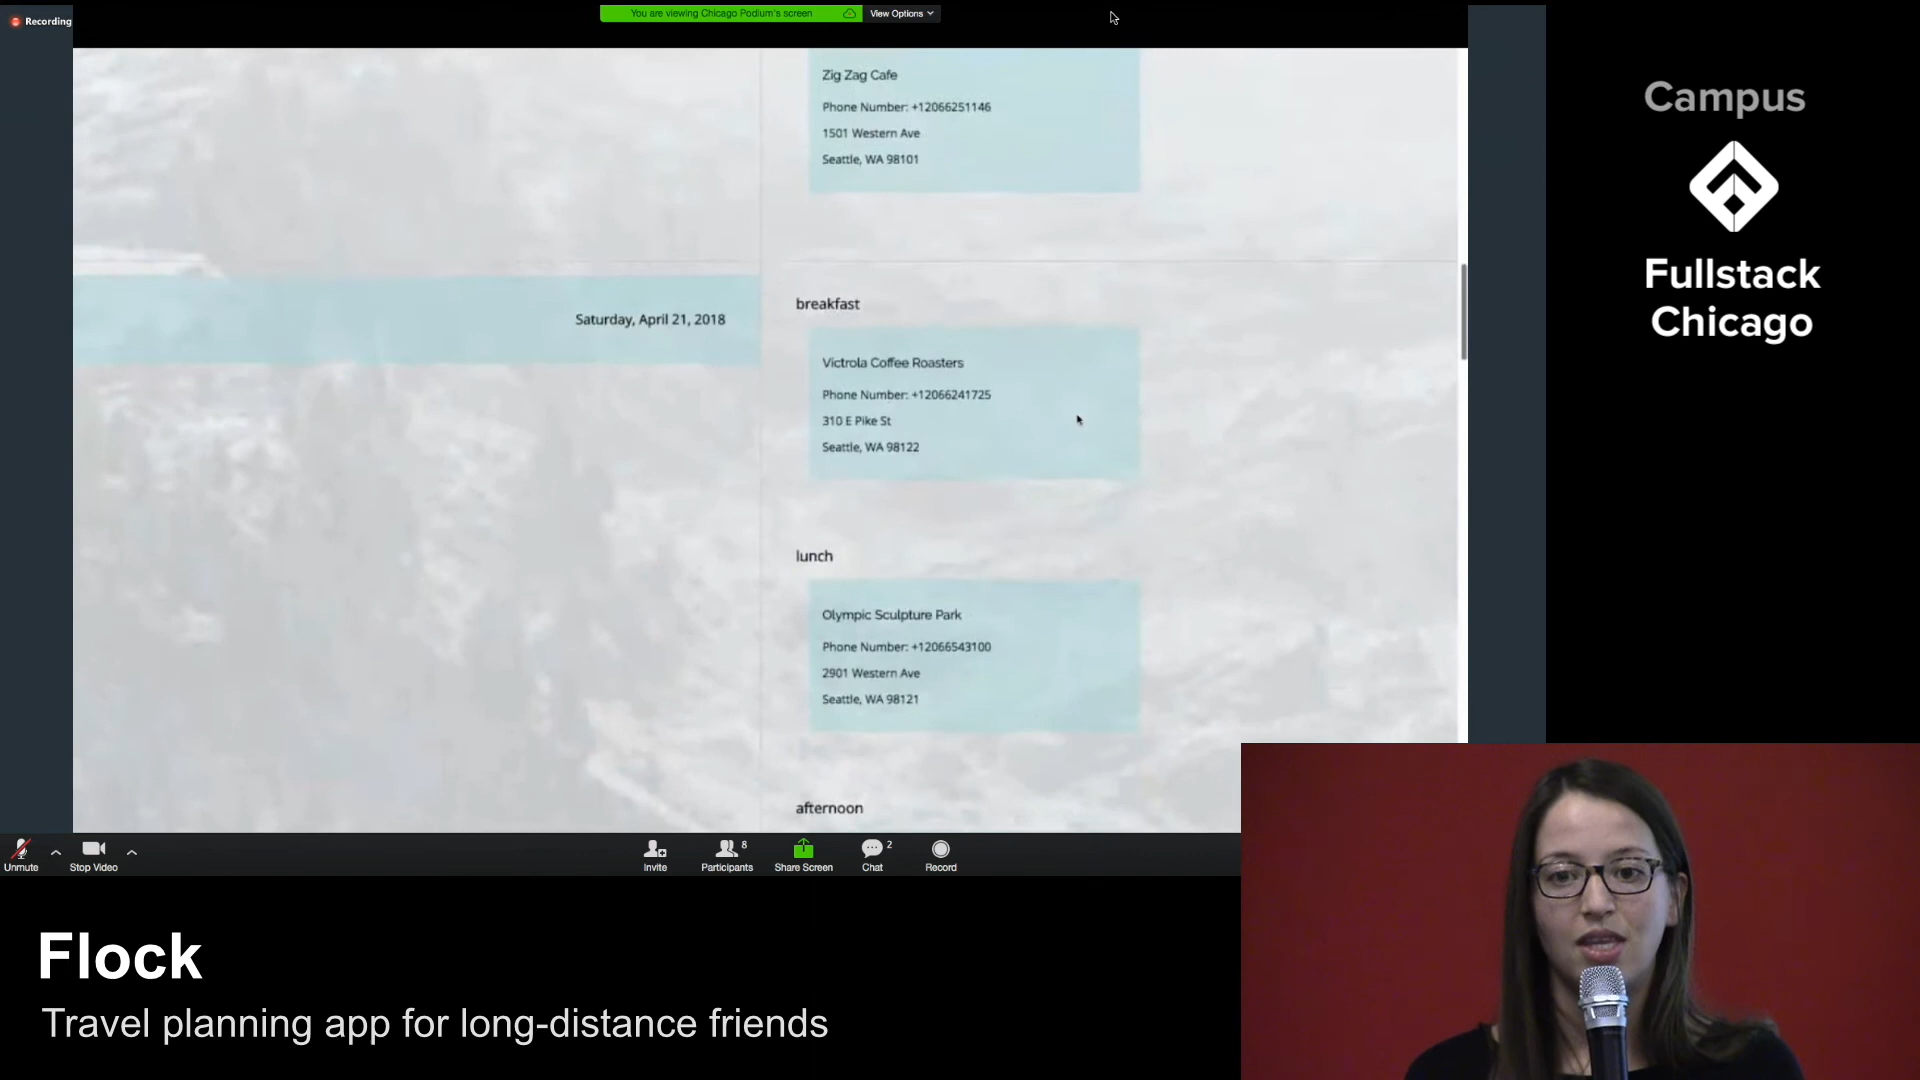 Recording
You are viewing Chicago Podium's screen
View Options
Zig Zag Cafe
Phone Number: +12066251146
1501 Western Ave
Seattle, WA 98101
Saturday, April 21, 2018
breakfast
Victrola Coffee Roasters
Phone Number: +12066241725
310 E Pike St
Seattle, WA 98122
lunch
Olympic Sculpture Park
Phone Number: +12066543100
2901 Western Ave
Seattle, WA 98121
afternoon
Unmute
Stop Video
Invite
8
Participants
Share Screen
2
Chat
Record
Campus
Fullstack
Chicago
Flock
Travel planning app for long-distance friends